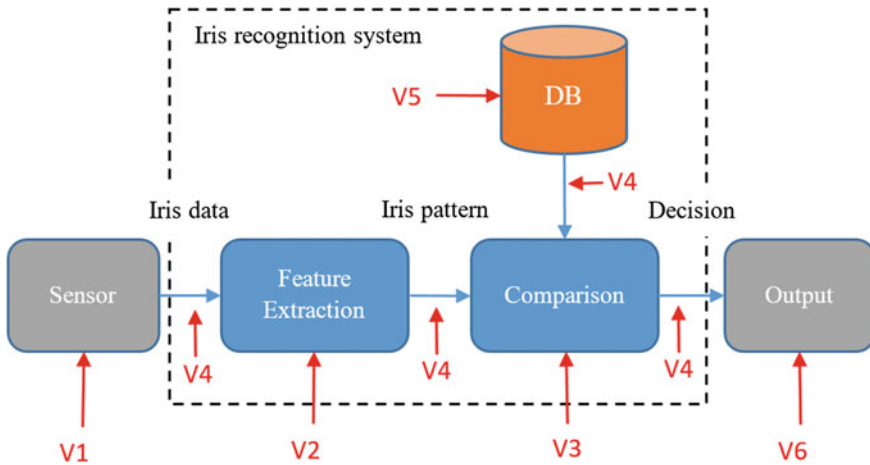 Iris recognition system
DB
V5
V4
Iris data
Iris pattern
Decision
Sensor
Feature
Extraction
Comparison
Output
V4
V4
V4
V1
V2
V3
V6